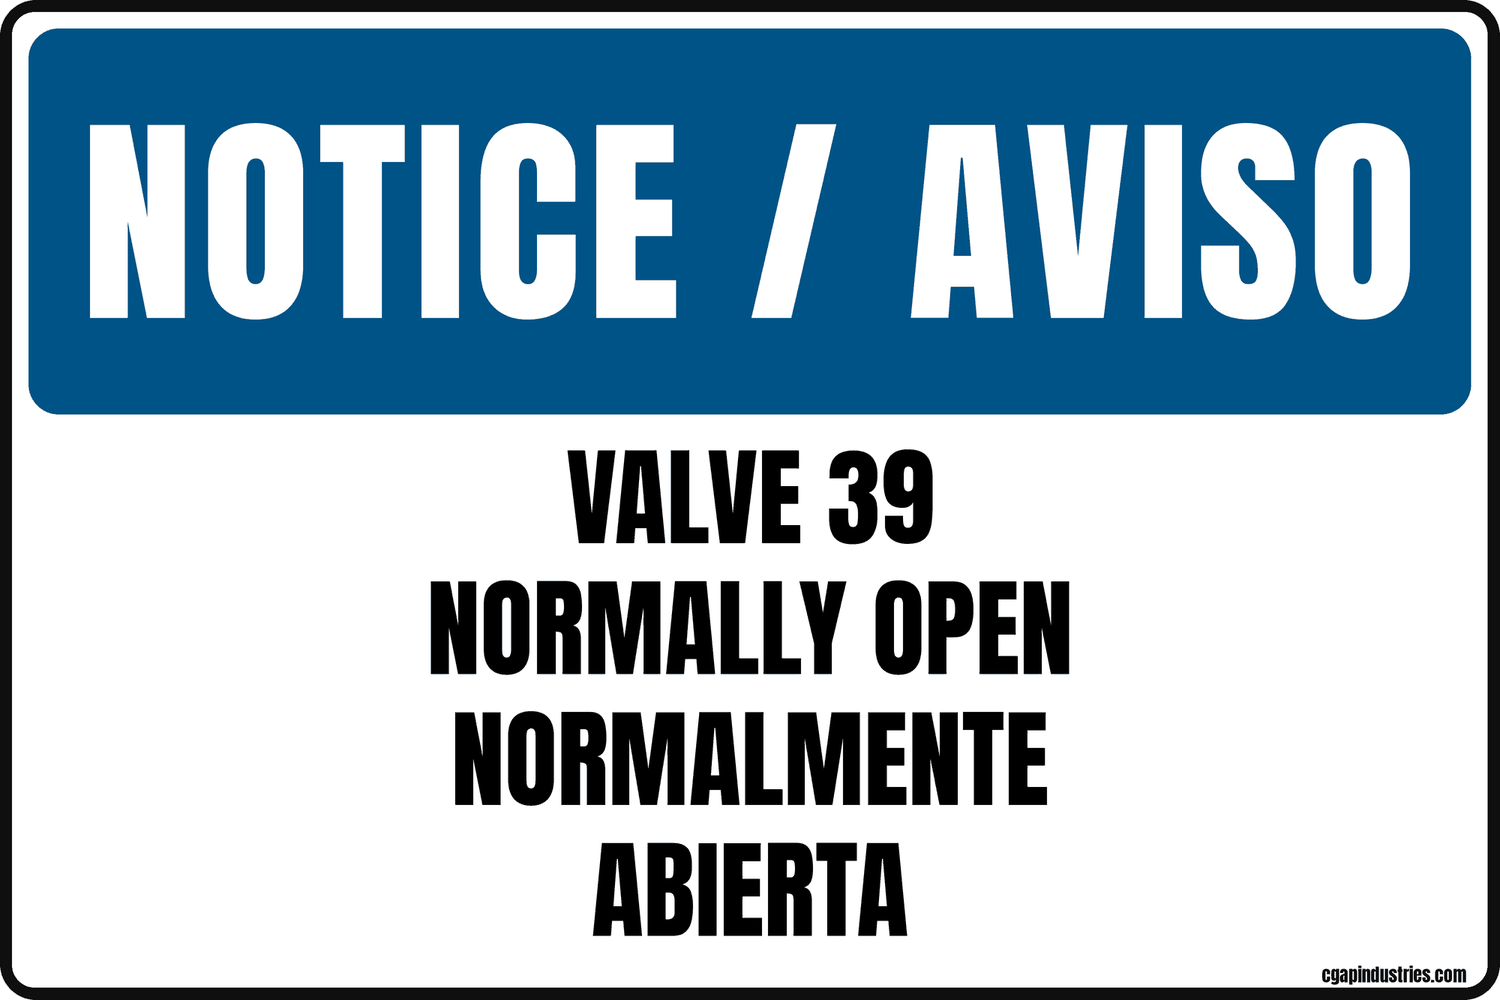 NOTICE / AVISO
VALVE 39
NORMALLY OPEN
NORMALMENTE
ABIERTA
cgapindustries.com